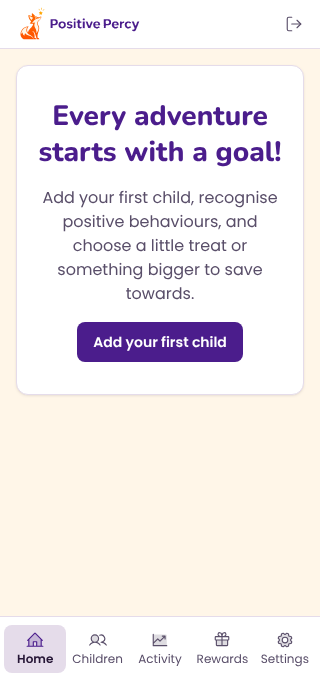 Positive Percy
Every adventure
starts with a goal!
Add your first child, recognise
positive behaviours, and
choose a little treat or
something bigger to save
towards.
Add your first child
Home
Children
Activity
Rewards
Settings